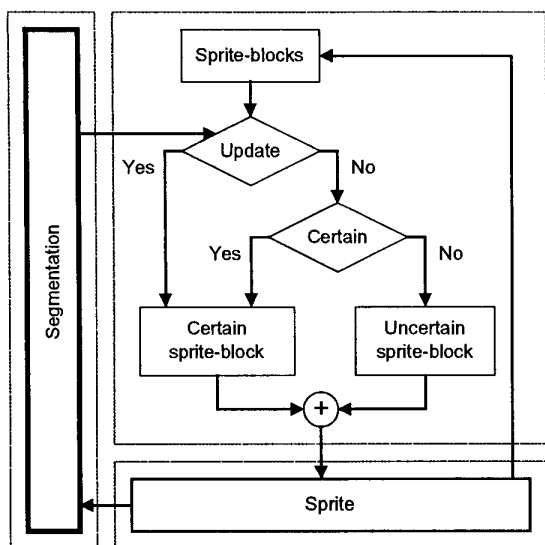 Sprite-blocks
Update
Yes
No
Certain
Yes
No
Segmentation
Certain
sprite-block
Uncertain
sprite-block
+
Sprite